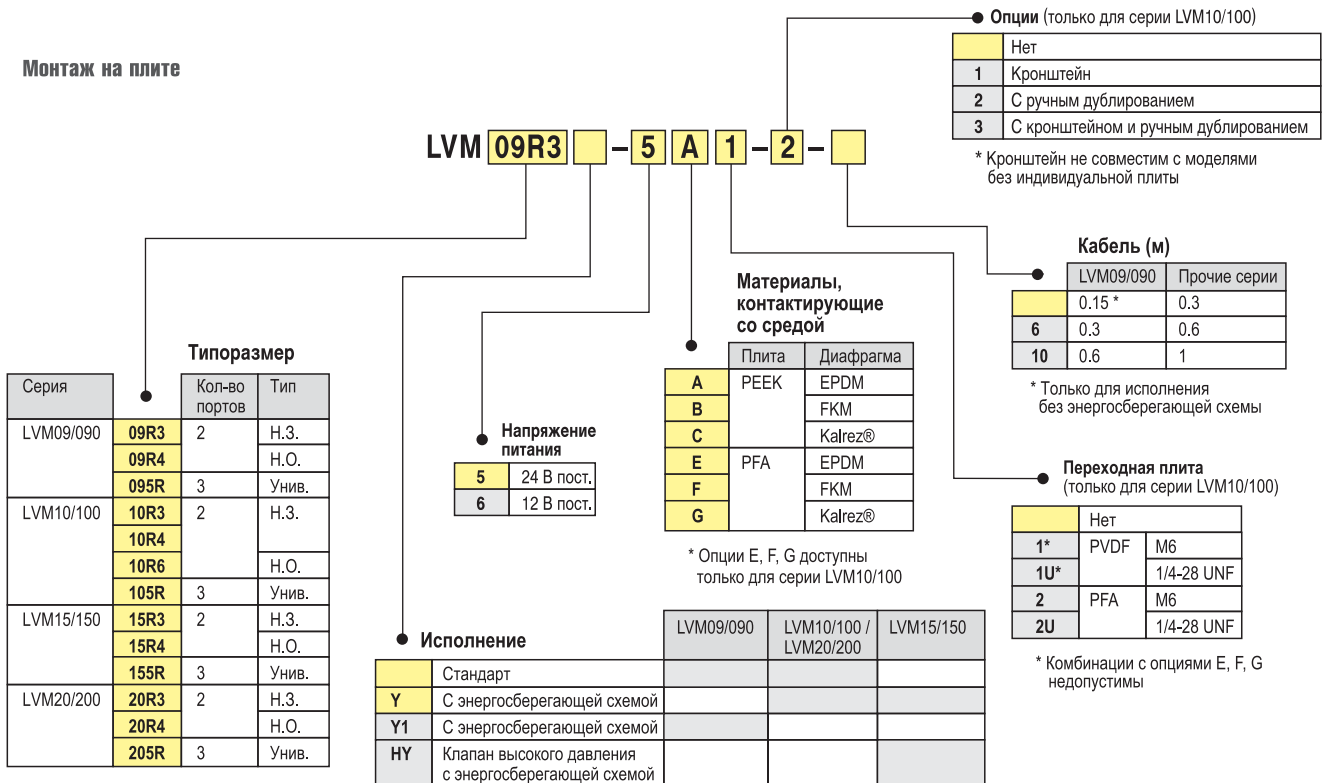 Монтаж на плите
Опции (только для серии LVM10/100)
Нет
1 Кронштейн
2 С ручным дублированием
3 С кронштейном и ручным дублированием
* Кронштейн не совместим с моделями
без индивидуальной плиты
LVM 09R3 – 5 A 1 – 2 –
Кабель (м)
LVM09/090 Прочие серии
0.15 * 0.3
6 0.3 0.6
10 0.6 1
* Только для исполнения
без энергосберегающей схемы
Материалы,
контактирующие
со средой
Плита Диафрагма
A PEEK EPDM
B FKM
C Kalrez®
E PFA EPDM
F FKM
G Kalrez®
* Опции E, F, G доступны
только для серии LVM10/100
Типоразмер
Серия Кол-во Тип
портов
LVM09/090 09R3 2 Н.З.
09R4 Н.О.
095R 3 Унив.
LVM10/100 10R3 2 Н.З.
10R4
10R6 Н.О.
105R 3 Унив.
LVM15/150 15R3 2 Н.З.
15R4 Н.О.
155R 3 Унив.
LVM20/200 20R3 2 Н.З.
20R4 Н.О.
205R 3 Унив.
Напряжение
питания
5 24 В пост.
6 12 В пост.
Переходная плита
(только для серии LVM10/100)
Нет
1* PVDF M6
1U* 1/4-28 UNF
2 PFA M6
2U 1/4-28 UNF
* Комбинации с опциями E, F, G
недопустимы
Исполнение
LVM09/090 LVM10/100 / LVM15/150
LVM20/200
Стандарт
Y С энергосберегающей схемой
Y1 С энергосберегающей схемой
HY Клапан высокого давления
с энергосберегающей схемой